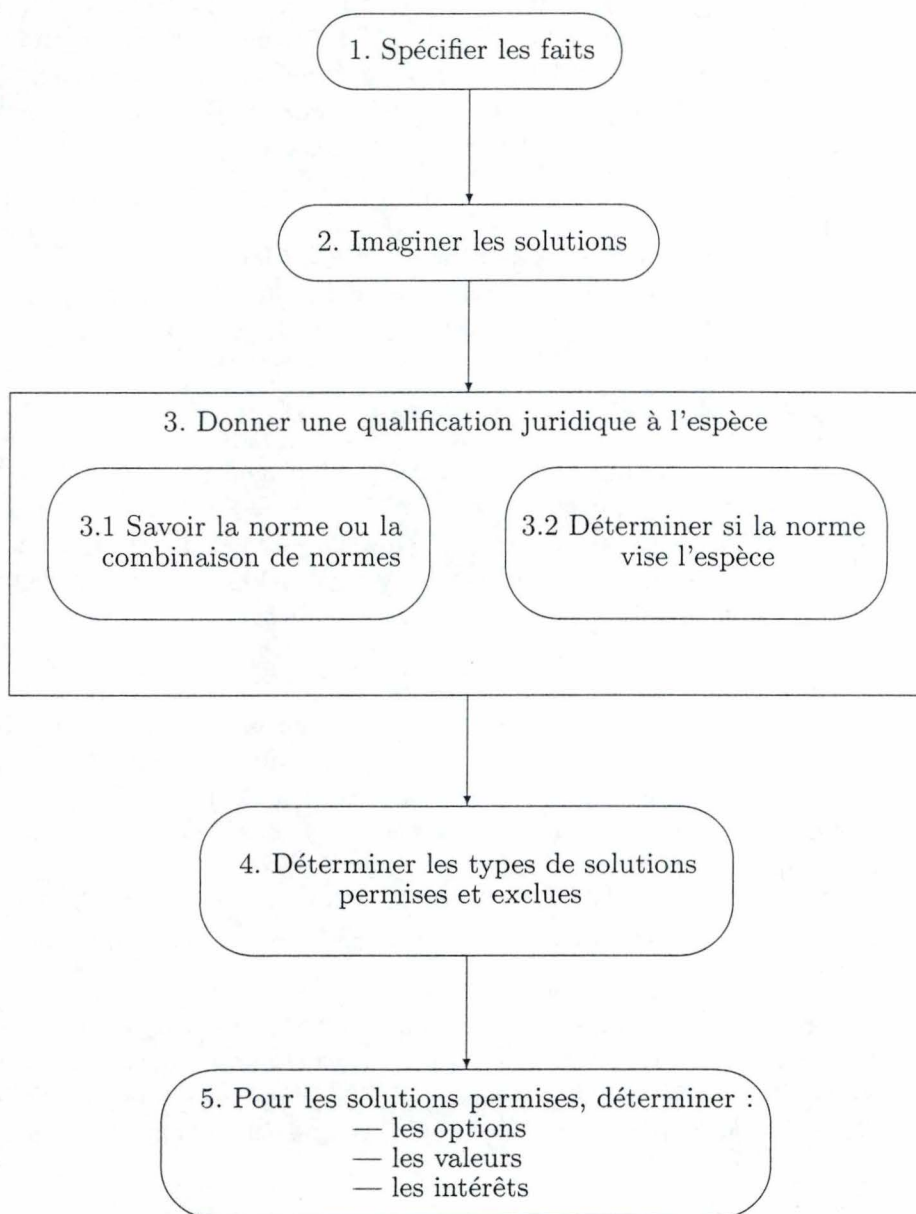 1. Spécifier les faits
2. Imaginer les solutions
3. Donner une qualification juridique à l'espèce
3.1 Savoir la norme ou la
combinaison de normes
3.2 Déterminer si la norme
vise l'espèce
4. Déterminer les types de solutions
permises et exclues
5. Pour les solutions permises, déterminer :
— les options
— les valeurs
— les intérêts